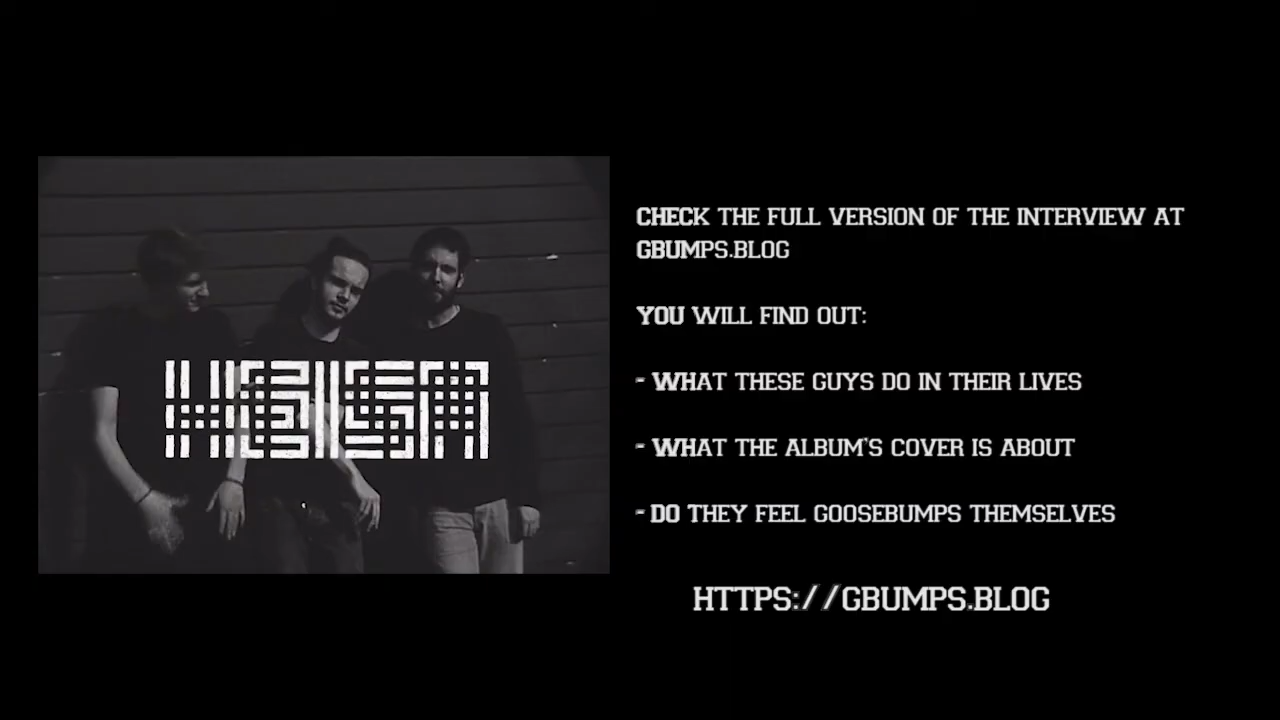 CHECK THE FULL VERSION OF THE INTERVIEW AT
GBUMPS.BLOG
YOU WILL FIND OUT:
- WHAT THESE GUYS DO IN THEIR LIVES
- WHAT THE ALBUM'S COVER IS ABOUT
- DO THEY FEEL GOOSEBUMPS THEMSELVES
HTTPS://GBUMPS.BLOG